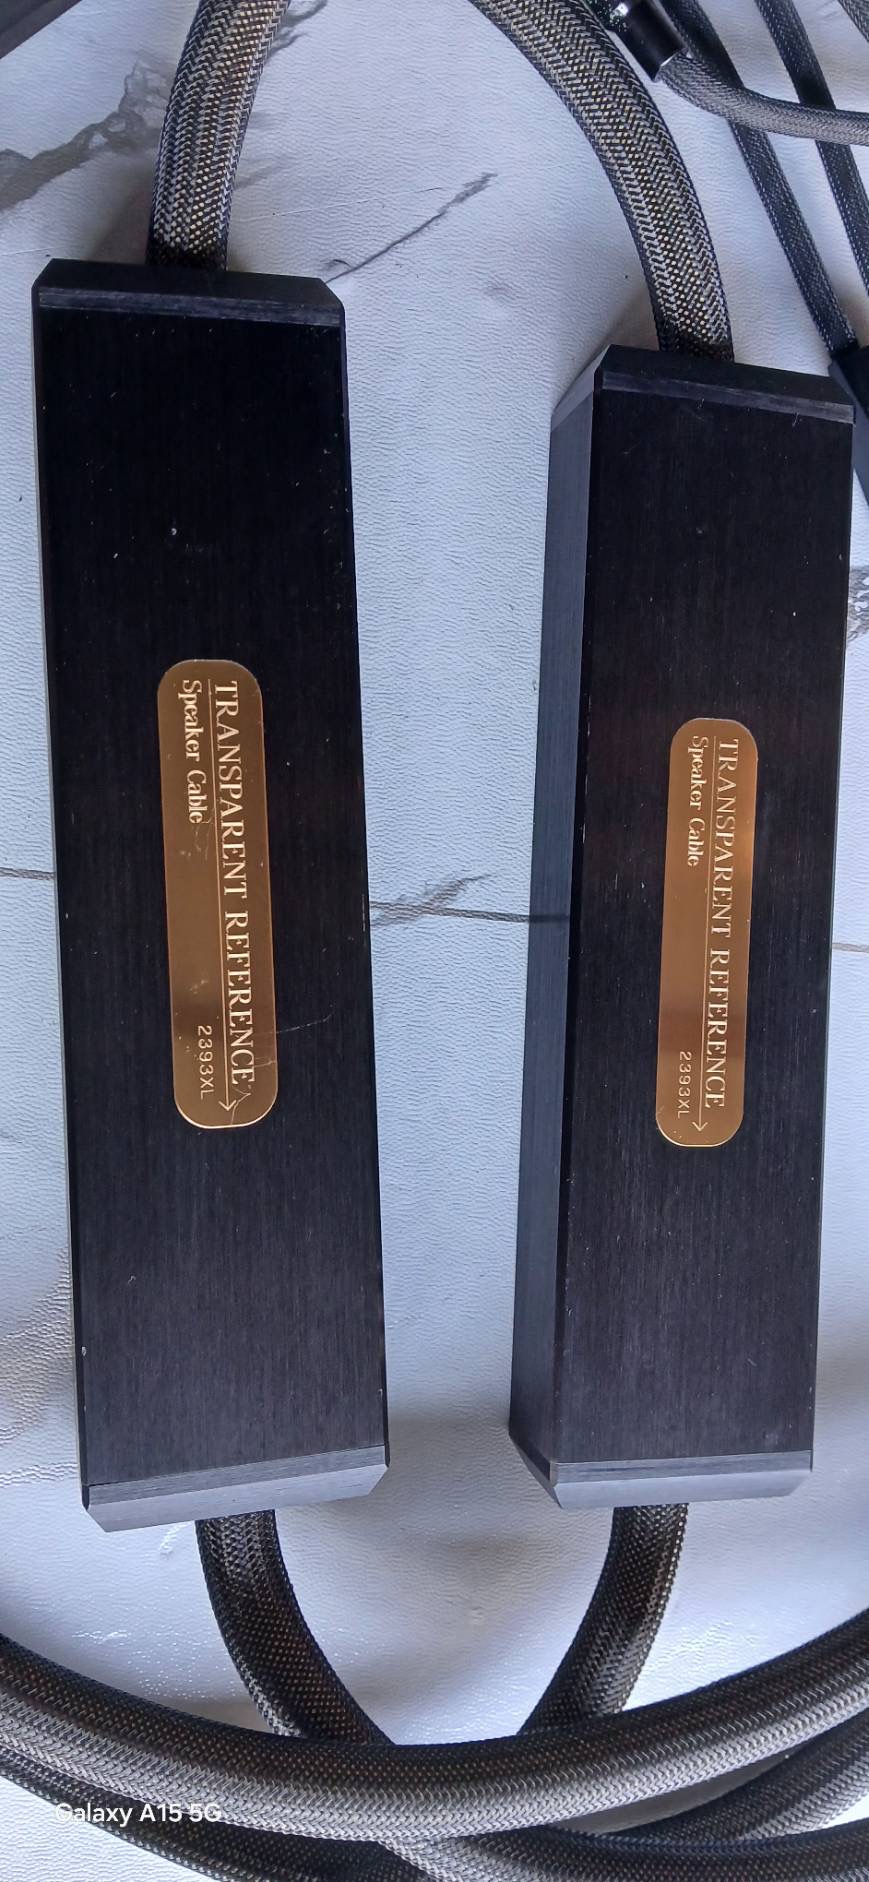 TRANSPARENT REFERENCE
Speaker Cable
2393XL
TRANSPARENT REFERENCE
Speaker Cable
2393XL
Galaxy A15 5G